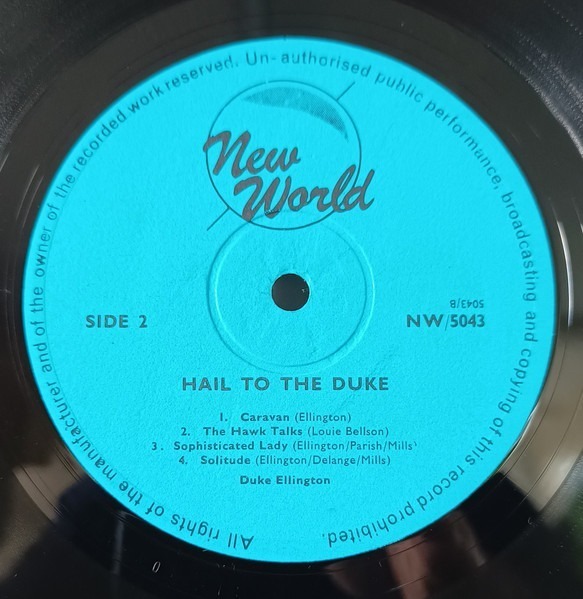 All rights of the manufacturer and of the owner of the recorded work reserved. Un-authorised public performance, broadcasting and copying of this record prohibited.
New
World
5043/B
SIDE 2
NW/5043
HAIL TO THE DUKE
1. Caravan (Ellington)
2. The Hawk Talks (Louie Bellson)
3. Sophisticated Lady (Ellington/Parish/Mills)
4. Solitude (Ellington/Delange/Mills)
Duke Ellington